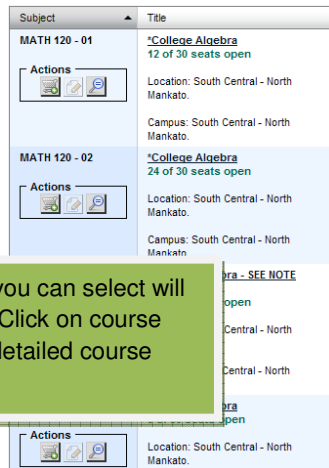 Subject Title
MATH 120 - 01 *College Algebra
12 of 30 seats open
Actions
Location: South Central - North
Mankato.
Campus: South Central - North
Mankato.
MATH 120 - 02 *College Algebra
24 of 30 seats open
Actions
Location: South Central - North
Mankato.
Campus: South Central - North
Mankato
bra - SEE NOTE
you can select will
open
Click on course
Central - North
detailed course
Central - North
bra
seats open
Actions
Location: South Central - North
Mankato.